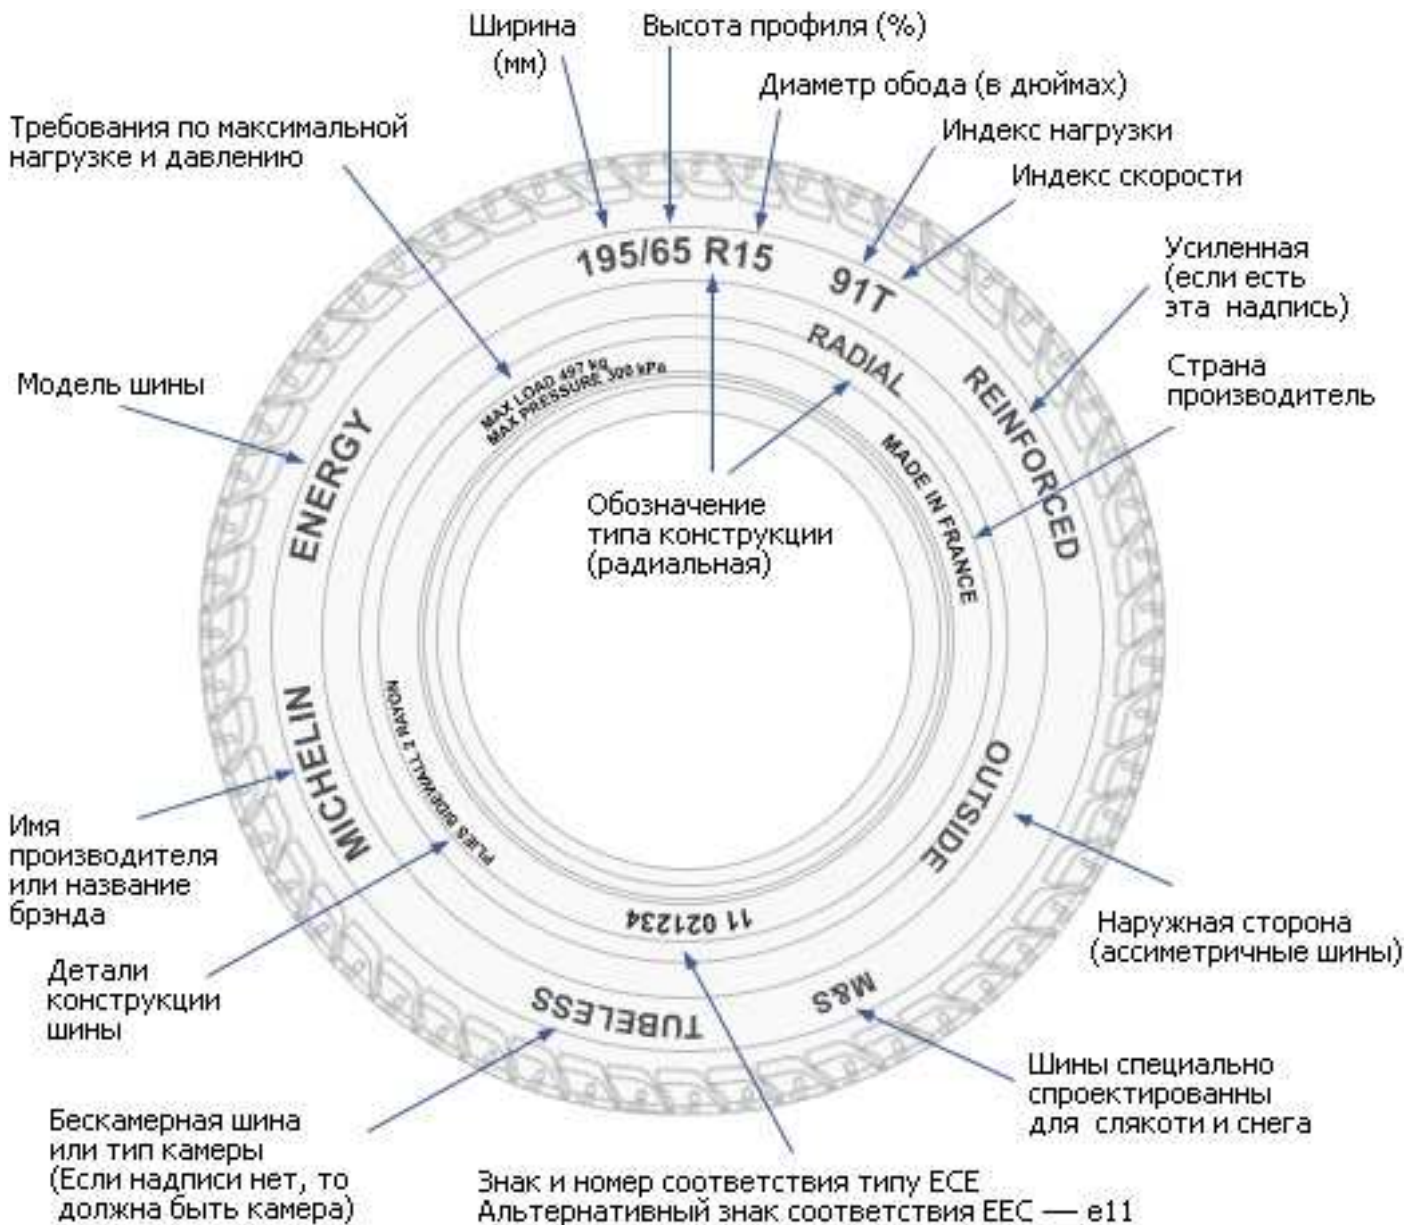 Ширина
(мм)
Высота профиля (%)
Диаметр обода (в дюймах)
Индекс нагрузки
Индекс скорости
Требования по максимальной
нагрузке и давлению
Усиленная
(если есть
эта надпись)
Страна
производитель
Модель шины
195/65 R15
91T
RADIAL
REINFORCED
MAX LOAD 497 kg
MAX PRESSURE 300 kPa
MADE IN FRANCE
ENERGY
Обозначение
типа конструкции
(радиальная)
MICHELIN
PLIES SIDEWALL 2 RAYON
OUTSIDE
11 021234
TUBELESS
M&S
Имя
производителя
или название
брэнда
Наружная сторона
(ассиметричные шины)
Детали
конструкции
шины
Шины специально
спроектированны
для слякоти и снега
Бескамерная шина
или тип камеры
(Если надписи нет, то
должна быть камера)
Знак и номер соответствия типу ECE
Альтернативный знак соответствия EEC — e11